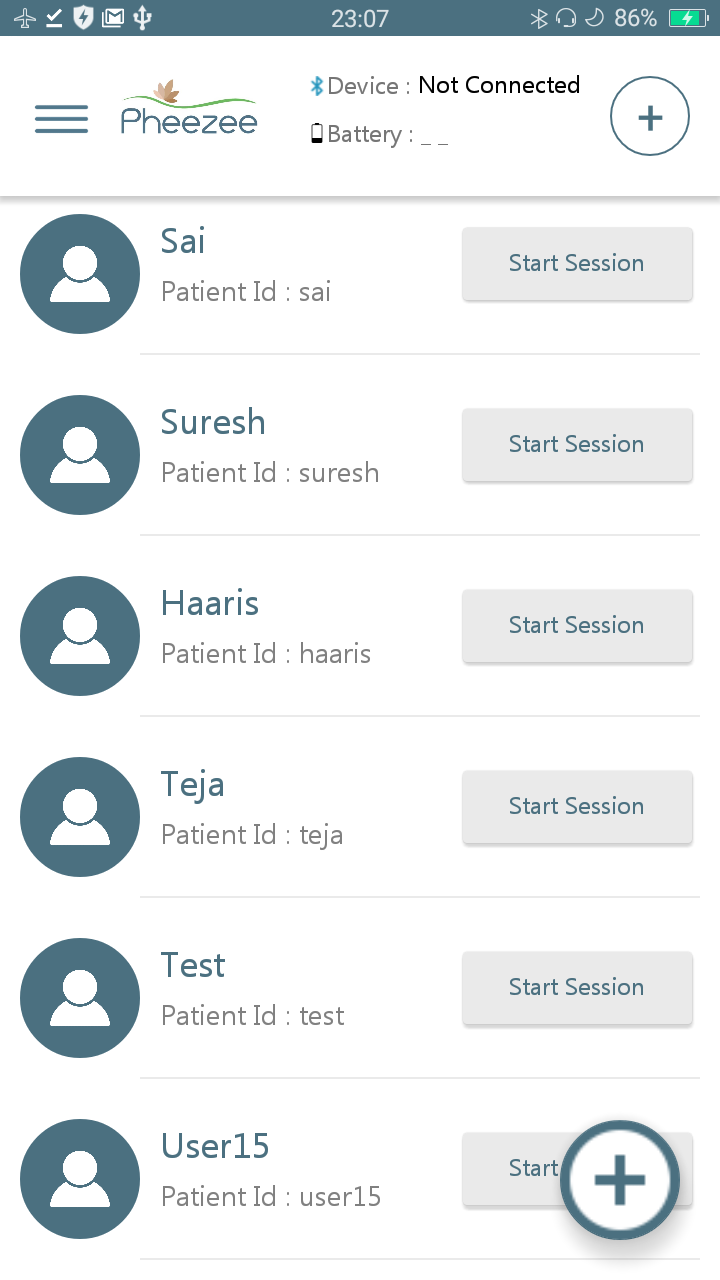 23:07
86%
Pheezee
Device : Not Connected
Battery : _ _
Sai
Patient Id : sai
Start Session
Suresh
Patient Id : suresh
Start Session
Haaris
Patient Id : haaris
Start Session
Teja
Patient Id : teja
Start Session
Test
Patient Id : test
Start Session
User15
Patient Id : user15
Start